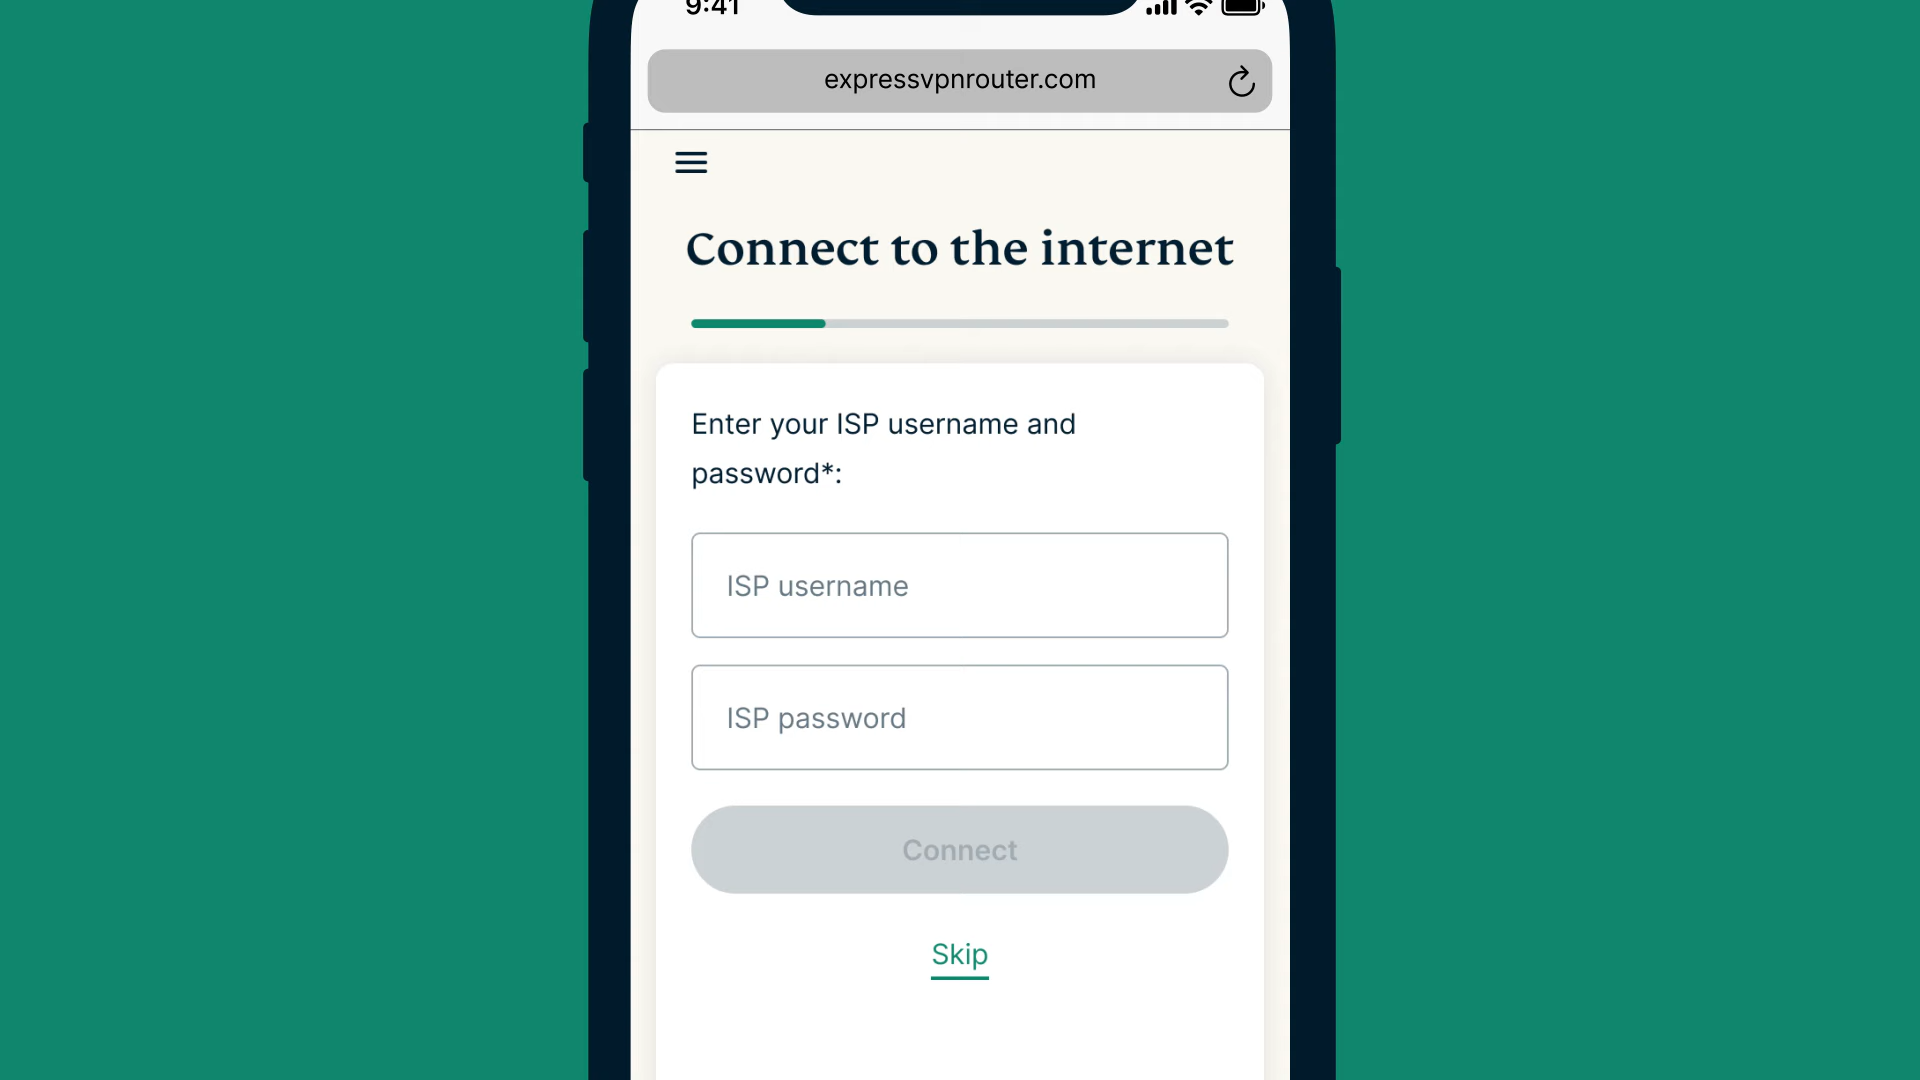 9:41
expressvpnrouter.com
Connect to the internet
Enter your ISP username and
password*:
ISP username
ISP password
Connect
Skip